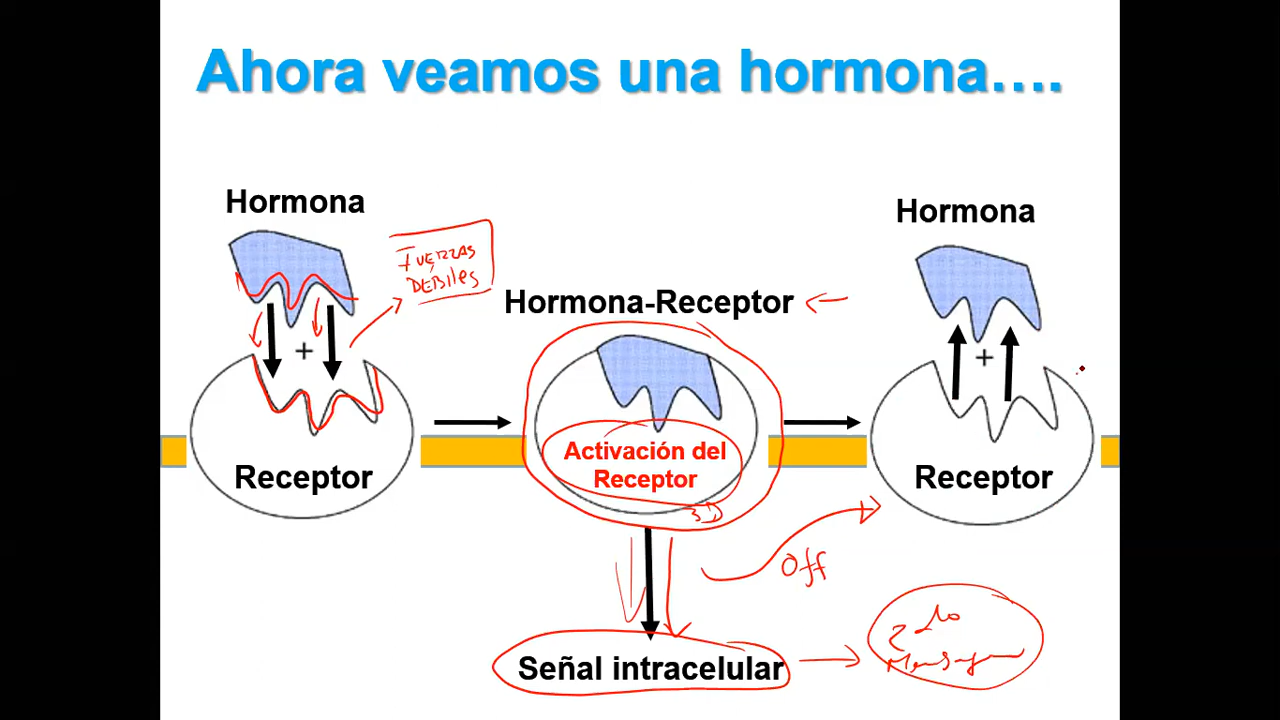 Ahora veamos una hormona….
Hormona
Hormona
FUERZAS
DEBILES
Hormona-Receptor
+
+
Activación del
Receptor
Receptor
Receptor
3D
Off
Señal intracelular
2do
Mensajero